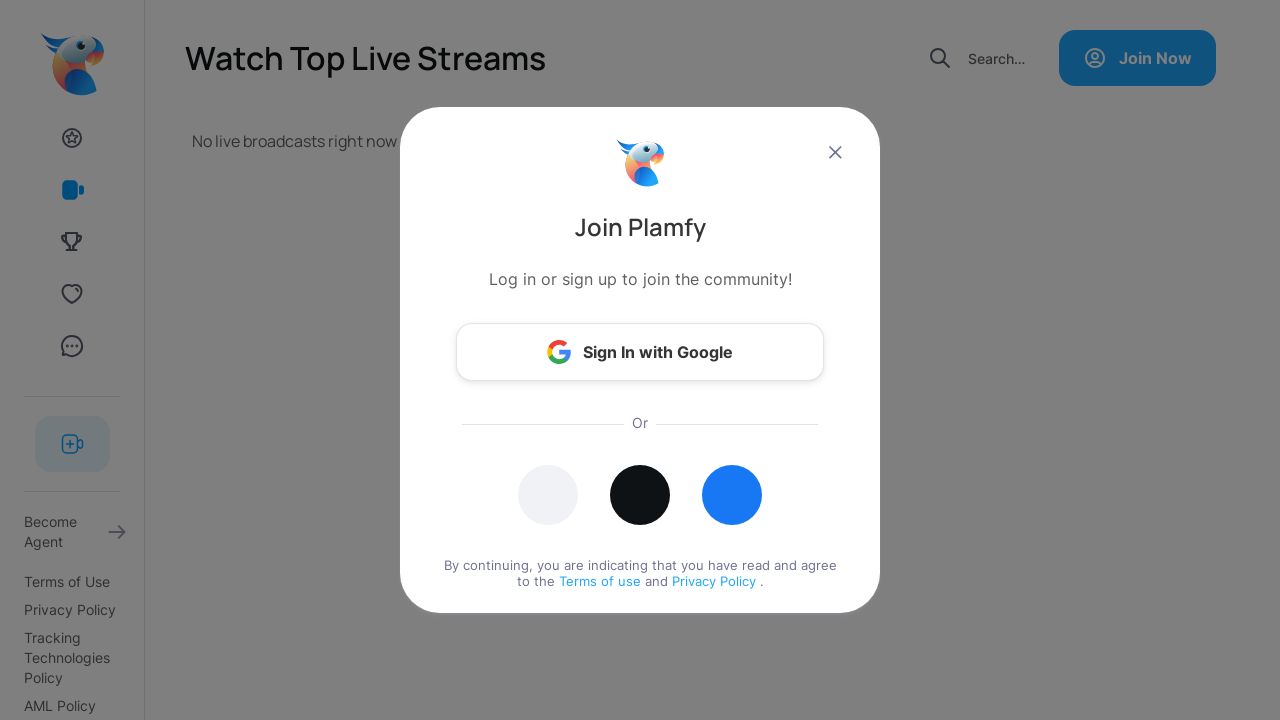 Watch Top Live Streams
Search...
Join Now
No live broadcasts right now
Join Plamfy
Log in or sign up to join the community!
Sign In with Google
Or
By continuing, you are indicating that you have read and agree
to the Terms of use and Privacy Policy .
Become
Agent
Terms of Use
Privacy Policy
Tracking
Technologies
Policy
AML Policy